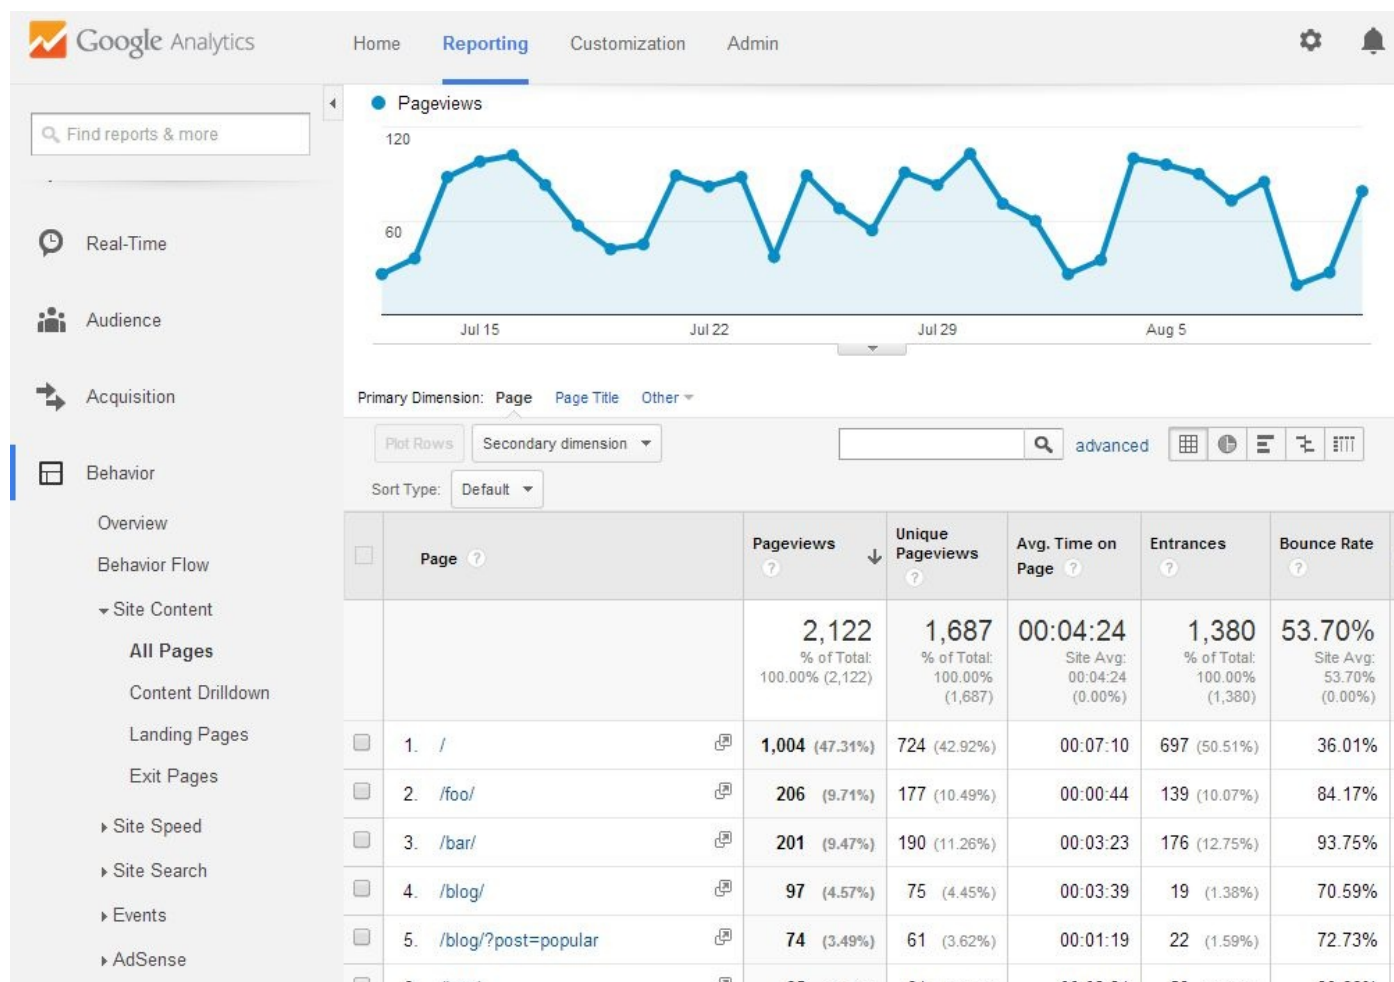 Google Analytics
Home Reporting Customization Admin
Find reports & more
Real-Time
Audience
Acquisition
Behavior
Overview
Behavior Flow
Site Content
All Pages
Content Drilldown
Landing Pages
Exit Pages
Site Speed
Site Search
Events
AdSense
Pageviews
120
60
Jul 15 Jul 22 Jul 29 Aug 5
Primary Dimension: Page Page Title Other
Plot Rows Secondary dimension advanced
Sort Type: Default
Page ? Pageviews ? Unique Pageviews ? Avg. Time on Page ? Entrances ? Bounce Rate ?
2,122 1,687 00:04:24 1,380 53.70%
% of Total: % of Total: Site Avg: % of Total: Site Avg:
100.00% (2,122) 100.00% 00:04:24 100.00% 53.70%
(1,687) (0.00%) (1,380) (0.00%)
1. / 1,004 (47.31%) 724 (42.92%) 00:07:10 697 (50.51%) 36.01%
2. /foo/ 206 (9.71%) 177 (10.49%) 00:00:44 139 (10.07%) 84.17%
3. /bar/ 201 (9.47%) 190 (11.26%) 00:03:23 176 (12.75%) 93.75%
4. /blog/ 97 (4.57%) 75 (4.45%) 00:03:39 19 (1.38%) 70.59%
5. /blog/?post=popular 74 (3.49%) 61 (3.62%) 00:01:19 22 (1.59%) 72.73%